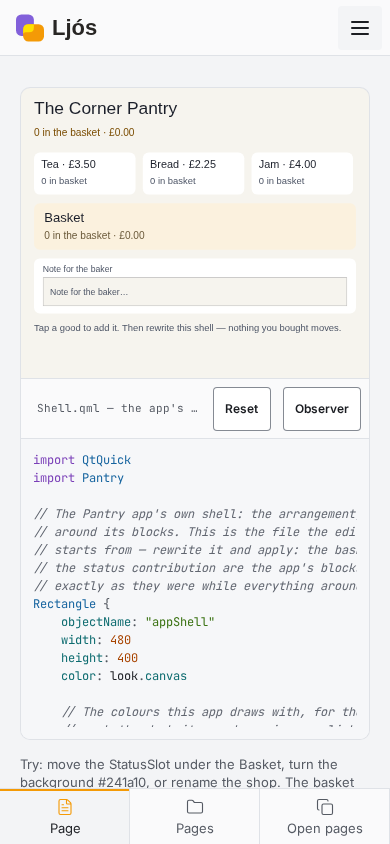 Ljós
The Corner Pantry
0 in the basket · £0.00
Tea · £3.50
0 in basket
Bread · £2.25
0 in basket
Jam · £4.00
0 in basket
Basket
0 in the basket · £0.00
Note for the baker
Note for the baker…
Tap a good to add it. Then rewrite this shell — nothing you bought moves.
Shell.qml — the app's …
Reset
Observer
import QtQuick
import Pantry
// The Pantry app's own shell: the arrangement
// around its blocks. This is the file the edi
// starts from — rewrite it and apply: the bas
// the status contribution are the app's block
// exactly as they were while everything aroun
Rectangle {
objectName: "appShell"
width: 480
height: 400
color: look.canvas
// The colours this app draws with, for the
Try: move the StatusSlot under the Basket, turn the
background #241a10, or rename the shop. The basket
Page
Pages
Open pages